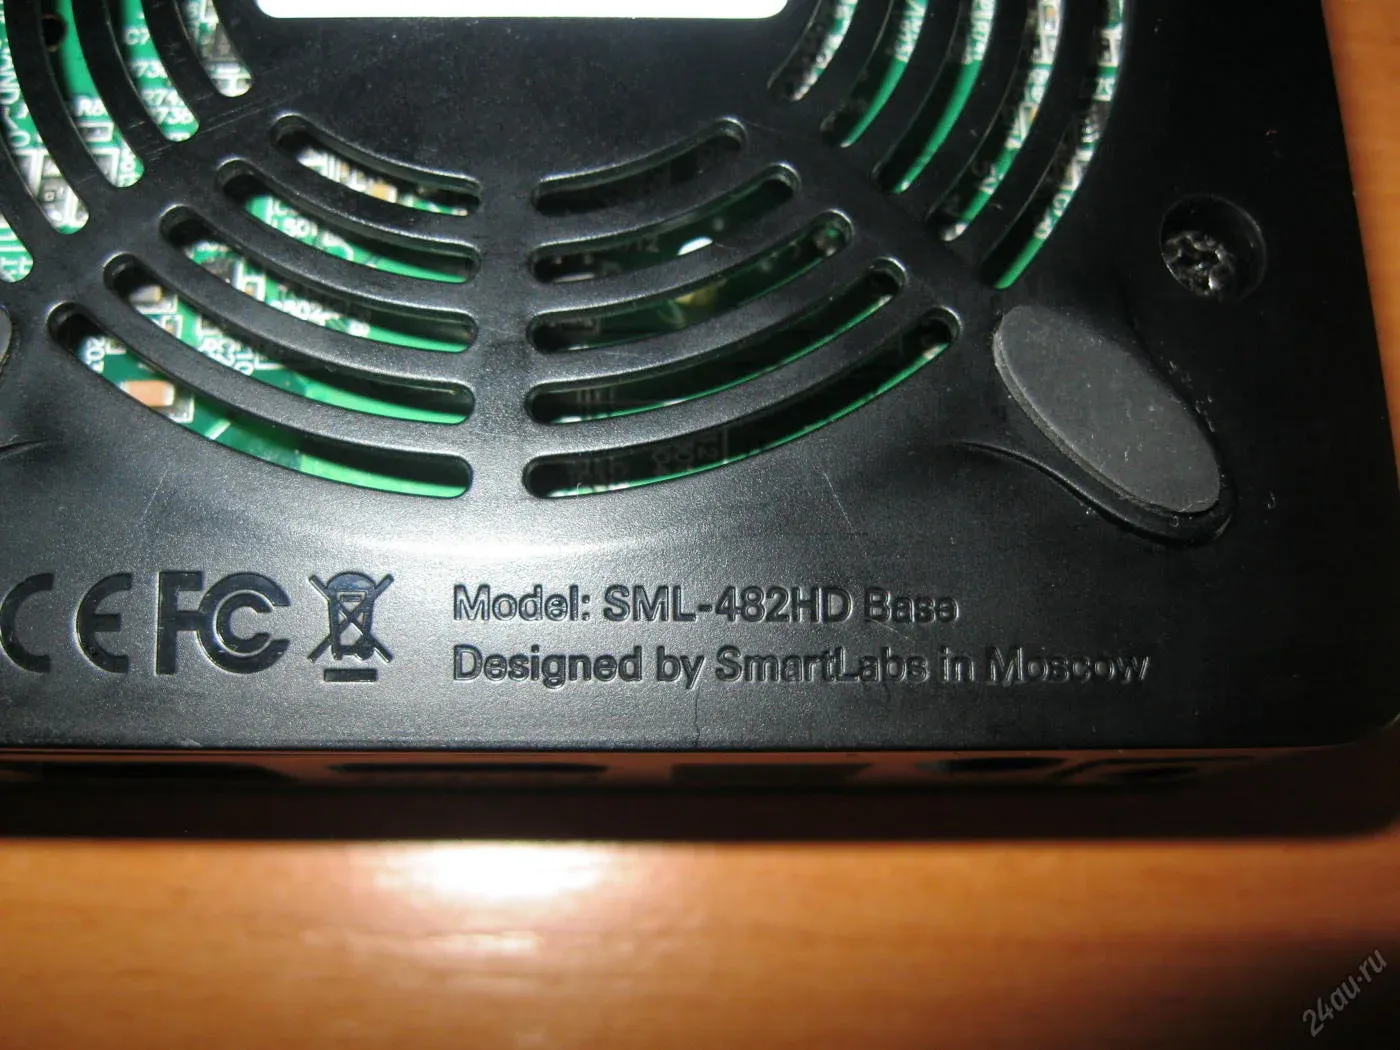 CE FC
Model: SML-482HD Base
Designed by SmartLabs in Moscow
24au.ru